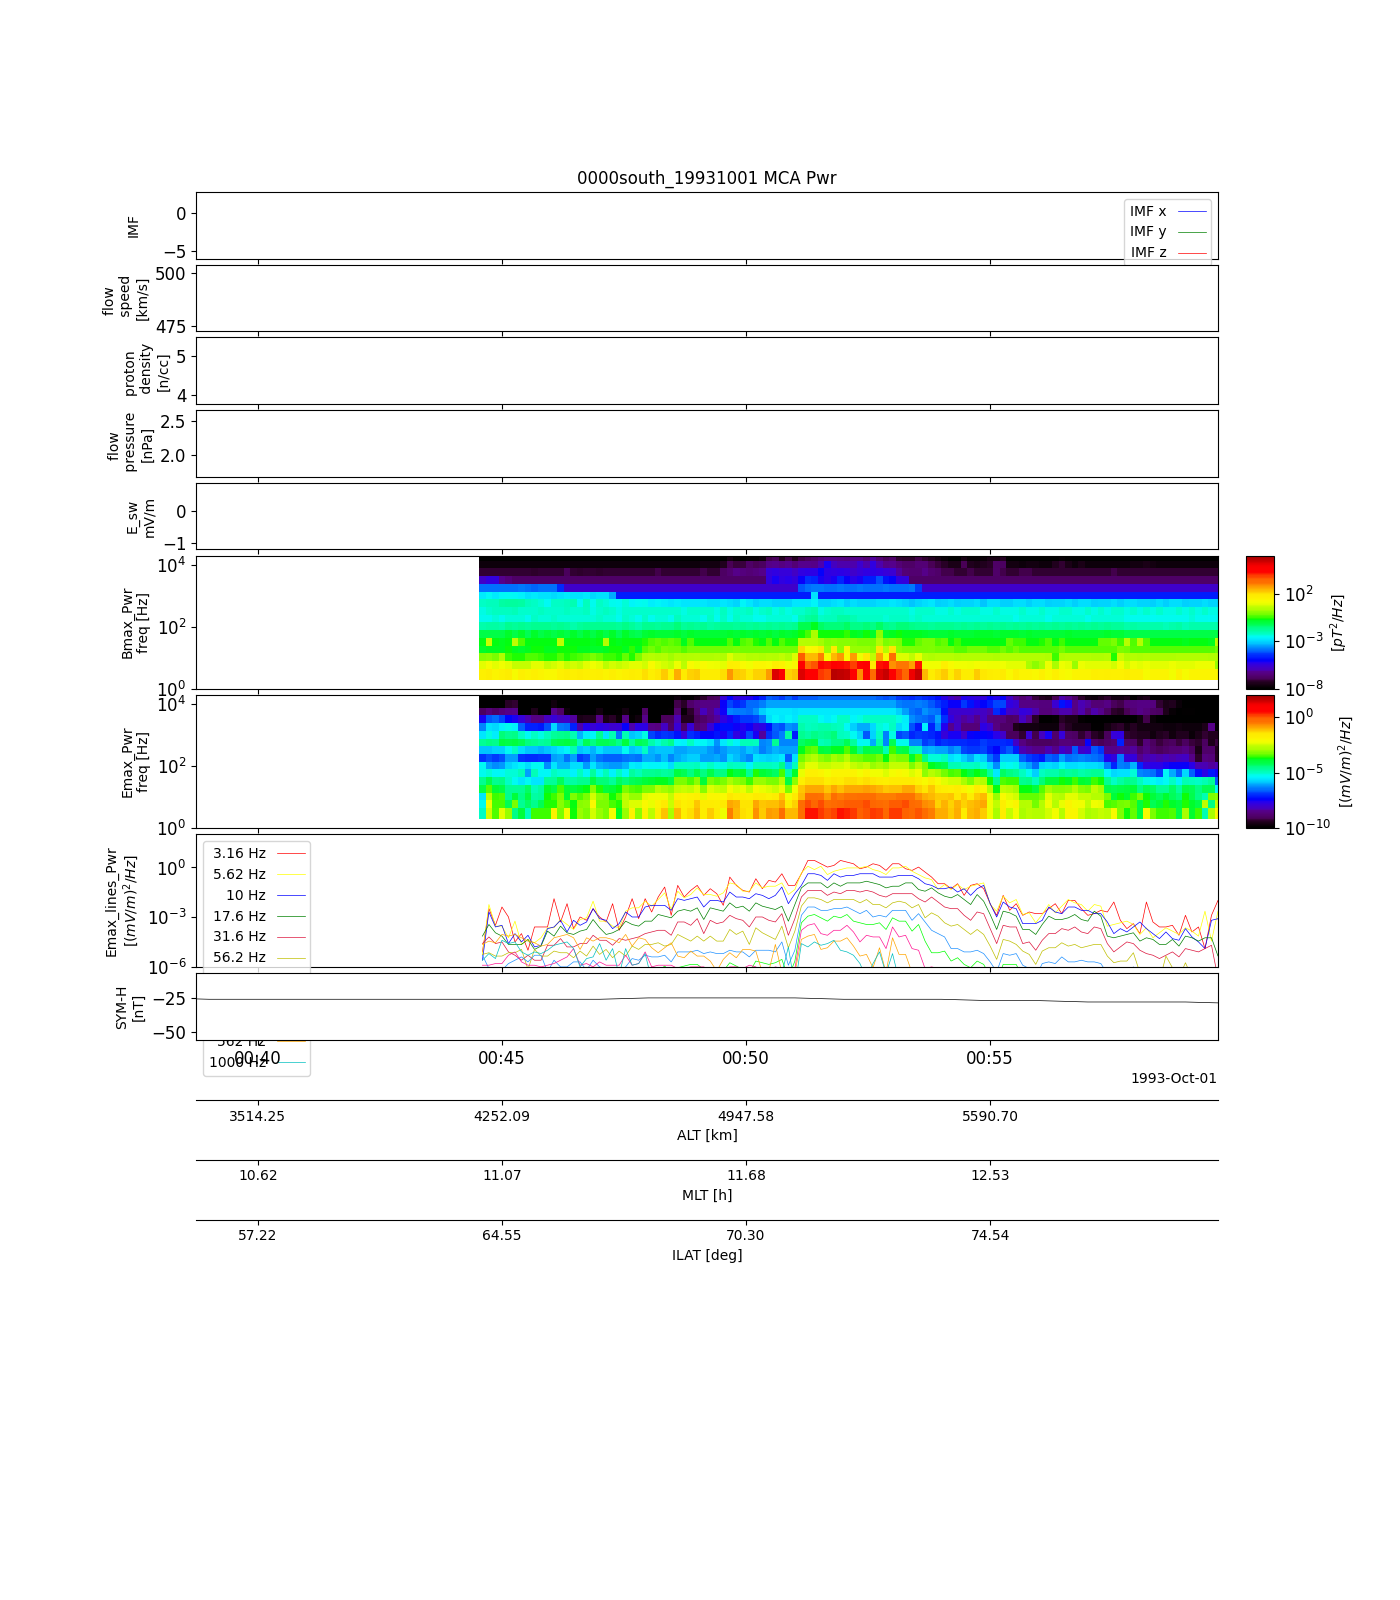 0000south_19931001 MCA Pwr
IMF
0
−5
IMF x
IMF y
IMF z
flow
speed
[km/s]
500
475
proton
density
[n/cc]
5
4
flow
pressure
[nPa]
2.5
2.0
E_sw
mV/m
0
−1
Bmax_Pwr
freq [Hz]
10^4
10^2
10^0
10^2
10^−3
10^−8
[pT^2/Hz]
Emax_Pwr
freq [Hz]
10^4
10^2
10^0
10^0
10^−5
10^−10
[(mV/m)^2/Hz]
Emax_lines_Pwr
[(mV/m)^2/Hz]
10^0
10^−3
10^−6
3.16 Hz
5.62 Hz
10 Hz
17.6 Hz
31.6 Hz
56.2 Hz
SYM-H
[nT]
−25
−50
562 Hz
1000 Hz
00:40 00:45 00:50 00:55
1993-Oct-01
3514.25 4252.09 4947.58 5590.70
ALT [km]
10.62 11.07 11.68 12.53
MLT [h]
57.22 64.55 70.30 74.54
ILAT [deg]